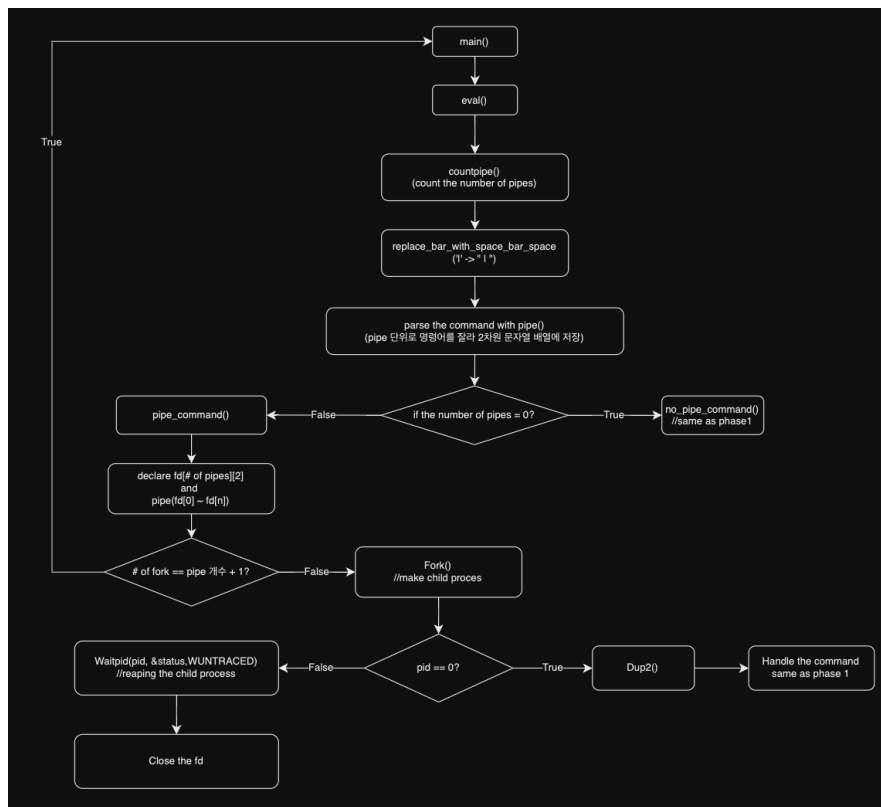 main()
eval()
True
countpipe()
(count the number of pipes)
replace_bar_with_space_bar_space
('l' -> " l ")
parse the command with pipe()
(pipe 단위로 명령어를 잘라 2차원 문자열 배열에 저장)
pipe_command()
False
if the number of pipes = 0?
True
no_pipe_command()
//same as phase1
declare fd[# of pipes][2]
and
pipe(fd[0] ~ fd[n])
# of fork == pipe 개수 + 1?
False
Fork()
//make child proces
Waitpid(pid, &status,WUNTRACED)
//reaping the child process
False
pid == 0?
True
Dup2()
Handle the command
same as phase 1
Close the fd